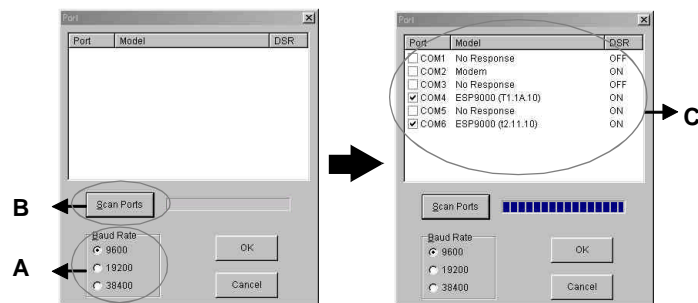 Port
Port Model DSR
B
Scan Ports
Baud Rate
A
9600
19200
38400
OK
Cancel
Port
Port Model DSR
COM1 No Response OFF
COM2 Modem ON
COM3 No Response OFF
COM4 ESP9000 (T1.1A.10) ON
COM5 No Response ON
COM6 ESP9000 (t2.11.10) ON
C
Scan Ports
Baud Rate
9600
19200
38400
OK
Cancel